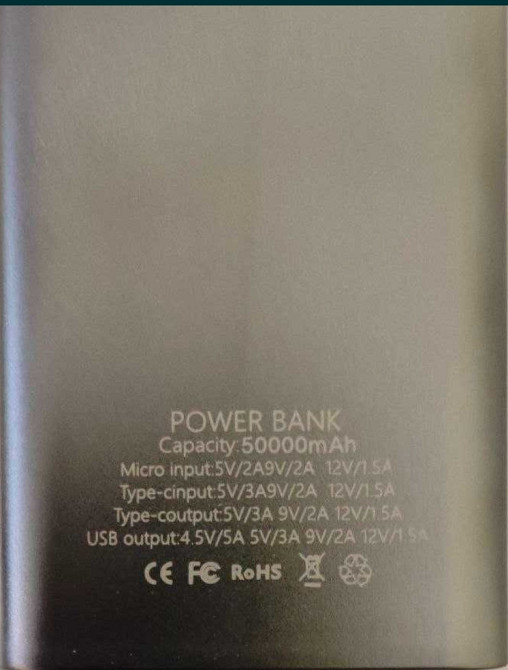 POWER BANK
Capacity:50000mAh
Micro input:5V/2A9V/2A 12V/1.5A
Type-cinput:5V/3A9V/2A 12V/1.5A
Type-coutput:5V/3A 9V/2A 12V/1.5A
USB output:4.5V/5A 5V/3A 9V/2A 12V/1.5A
CE FC RoHS